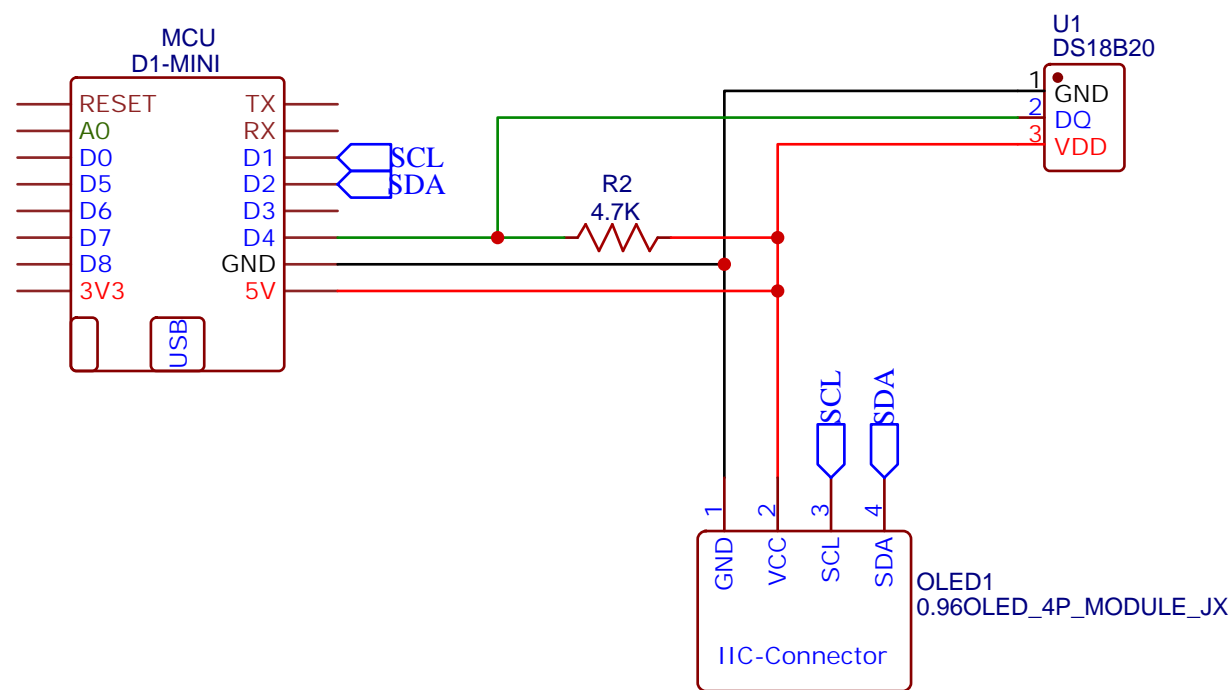 MCU
D1-MINI
RESET
A0
D0
D5
D6
D7
D8
3V3
TX
RX
D1
D2
D3
D4
GND
5V
USB
SCL
SDA
R2
4.7K
U1
DS18B20
1
2
3
GND
DQ
VDD
SCL
SDA
1
2
3
4
GND
VCC
SCL
SDA
IIC-Connector
OLED1
0.96OLED_4P_MODULE_JX